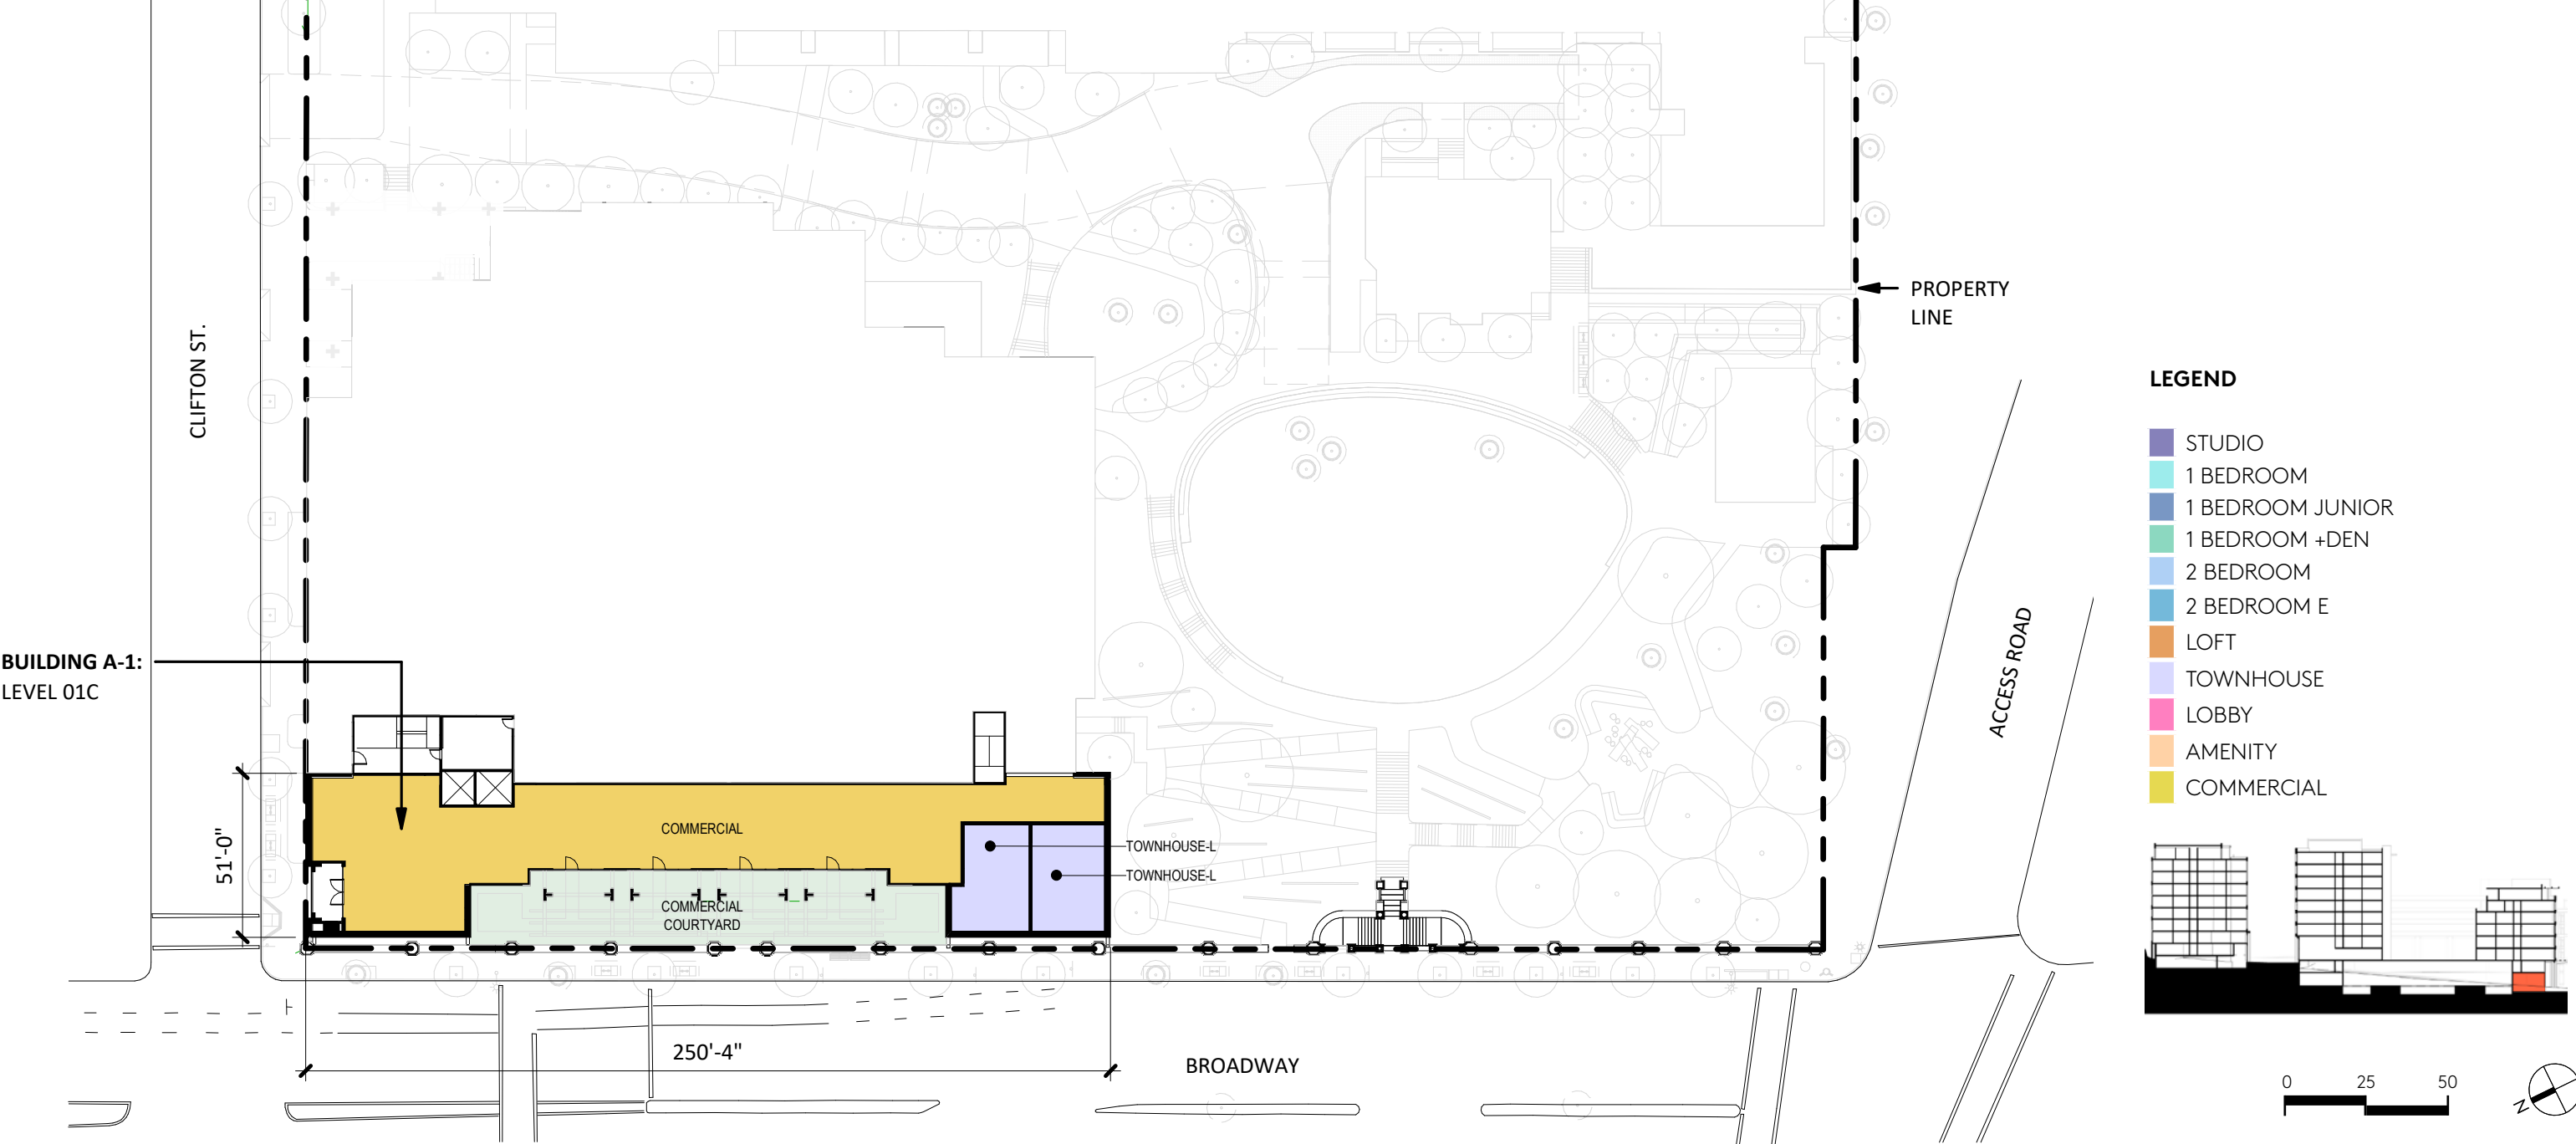 CLIFTON ST.
PROPERTY
LINE
LEGEND
STUDIO
1 BEDROOM
1 BEDROOM JUNIOR
1 BEDROOM +DEN
2 BEDROOM
2 BEDROOM E
LOFT
TOWNHOUSE
LOBBY
AMENITY
COMMERCIAL
ACCESS ROAD
BUILDING A-1:
LEVEL 01C
51'-0"
COMMERCIAL
TOWNHOUSE-L
TOWNHOUSE-L
COMMERCIAL
COURTYARD
250'-4"
BROADWAY
0 25 50
N